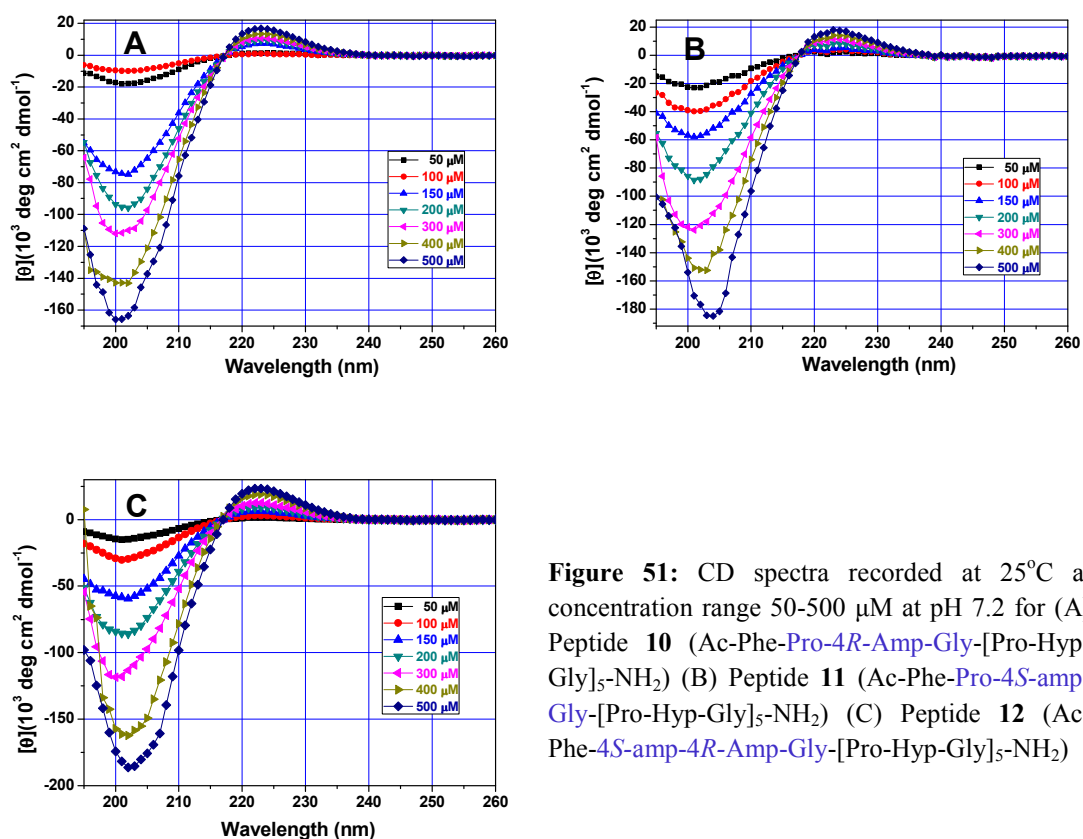 A
[θ](10³ deg cm² dmol⁻¹)
20
0
-20
-40
-60
-80
-100
-120
-140
-160
50 µM
100 µM
150 µM
200 µM
300 µM
400 µM
500 µM
200 210 220 230 240 250 260
Wavelength (nm)
B
[θ](10³ deg cm² dmol⁻¹)
20
0
-20
-40
-60
-80
-100
-120
-140
-160
-180
50 µM
100 µM
150 µM
200 µM
300 µM
400 µM
500 µM
200 210 220 230 240 250 260
Wavelength (nm)
C
[θ](10³ deg cm² dmol⁻¹)
0
-50
-100
-150
-200
50 µM
100 µM
150 µM
200 µM
300 µM
400 µM
500 µM
200 210 220 230 240 250 260
Wavelength (nm)
Figure 51: CD spectra recorded at 25°C a
concentration range 50-500 μM at pH 7.2 for (A
Peptide 10 (Ac-Phe-Pro-4R-Amp-Gly-[Pro-Hyp
Gly]₅-NH₂) (B) Peptide 11 (Ac-Phe-Pro-4S-amp
Gly-[Pro-Hyp-Gly]₅-NH₂) (C) Peptide 12 (Ac
Phe-4S-amp-4R-Amp-Gly-[Pro-Hyp-Gly]₅-NH₂)